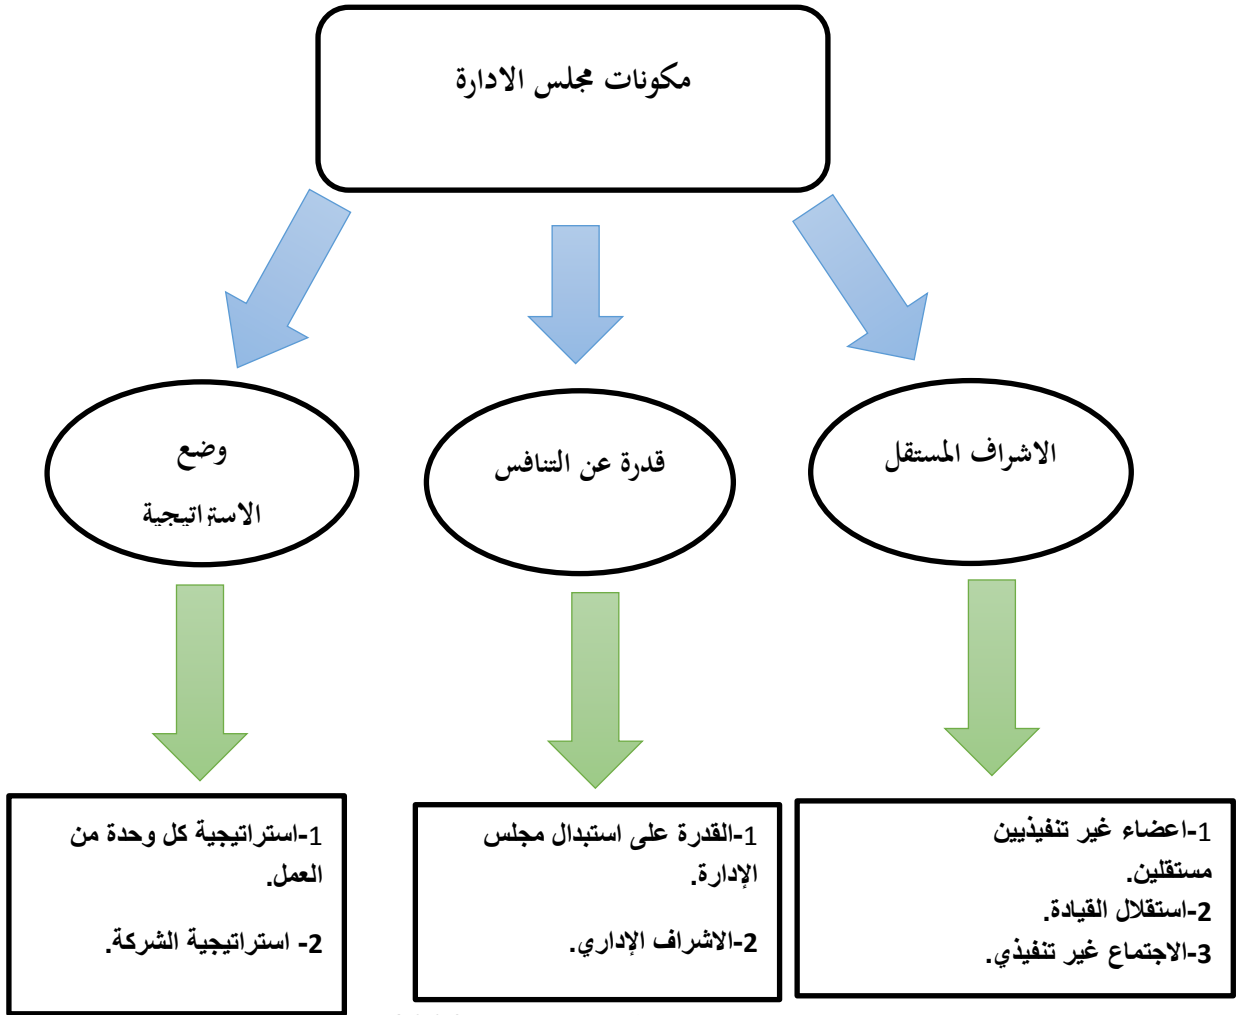 مكونات مجلس الادارة
الاشراف المستقل
قدرة عن التنافس
وضع
الاستراتيجية
1-اعضاء غير تنفيذيين
مستقلين.
2-استقلال القيادة.
3-الاجتماع غير تنفيذي.
1-القدرة على استبدال مجلس
الإدارة.
2-الاشراف الإداري.
1-استراتيجية كل وحدة من
العمل.
2- استراتيجية الشركة.